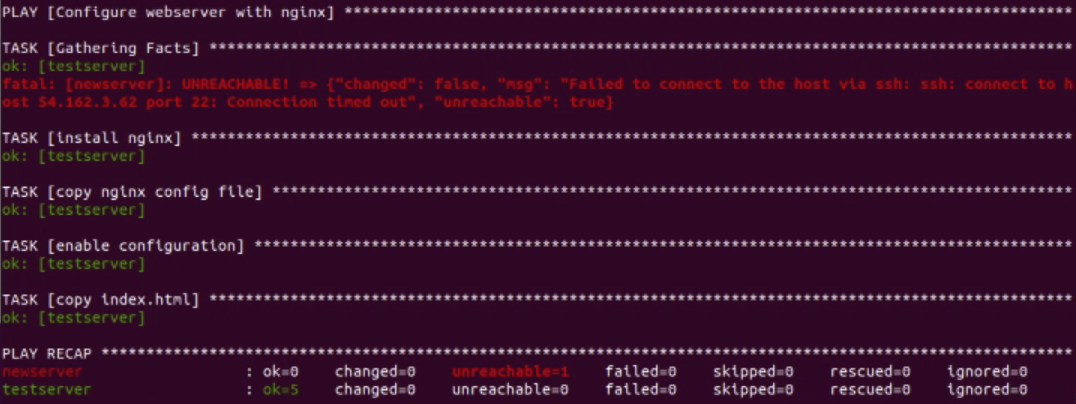 PLAY [Configure webserver with nginx] *********************************************************************************
TASK [Gathering Facts] ************************************************************************************************
ok: [testserver]
fatal: [newserver]: UNREACHABLE! => {"changed": false, "msg": "Failed to connect to the host via ssh: ssh: connect to h
ost 54.162.3.62 port 22: Connection timed out", "unreachable": true}
TASK [install nginx] **************************************************************************************************
ok: [testserver]
TASK [copy nginx config file] *****************************************************************************************
ok: [testserver]
TASK [enable configuration] *******************************************************************************************
ok: [testserver]
TASK [copy index.html] ************************************************************************************************
ok: [testserver]
PLAY RECAP ************************************************************************************************************
newserver                  : ok=0    changed=0    unreachable=1    failed=0    skipped=0    rescued=0    ignored=0
testserver                 : ok=5    changed=0    unreachable=0    failed=0    skipped=0    rescued=0    ignored=0